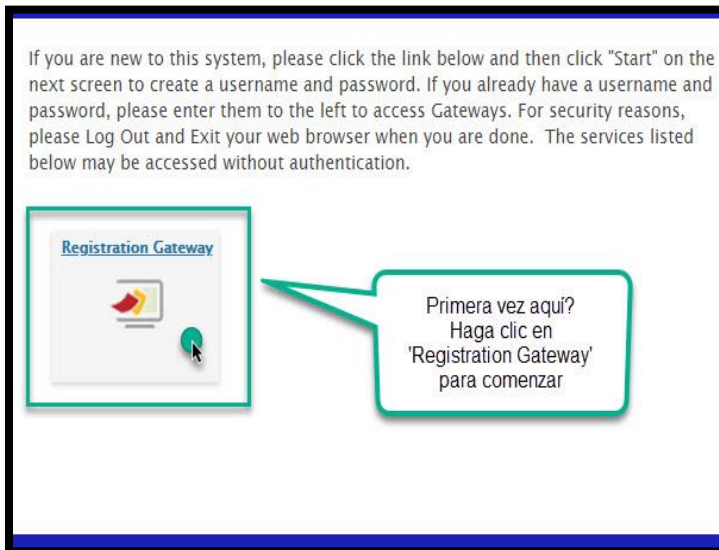 If you are new to this system, please click the link below and then click "Start" on the
next screen to create a username and password. If you already have a username and
password, please enter them to the left to access Gateways. For security reasons,
please Log Out and Exit your web browser when you are done. The services listed
below may be accessed without authentication.
Registration Gateway
Primera vez aquí?
Haga clic en
'Registration Gateway'
para comenzar